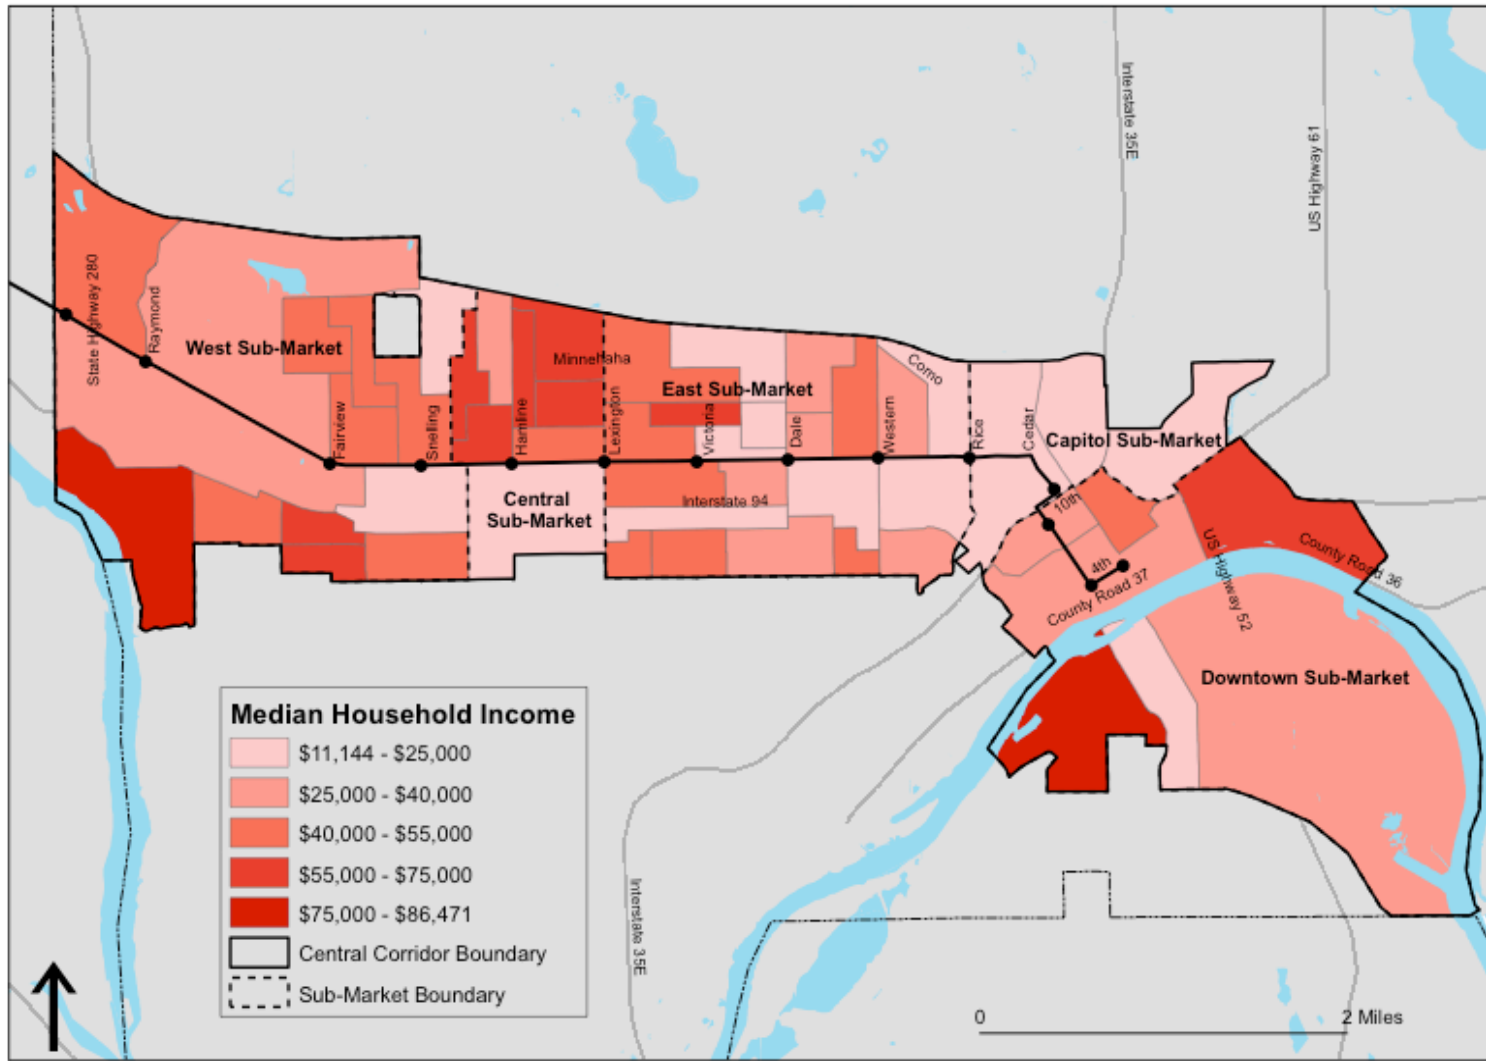 Interstate 35E
US Highway 61
State Highway 280
Raymond
West Sub-Market
Minnehaha
Como
East Sub-Market
Fairview
Snelling
Hamline
Lexington
Victoria
Dale
Western
Rice
Cedar
Capitol Sub-Market
Central
Sub-Market
Interstate 94
10th
4th
US Highway 52
County Road 36
County Road 37
Downtown Sub-Market
Median Household Income
$11,144 - $25,000
$25,000 - $40,000
$40,000 - $55,000
$55,000 - $75,000
$75,000 - $86,471
Central Corridor Boundary
Sub-Market Boundary
Interstate 35E
0
2 Miles